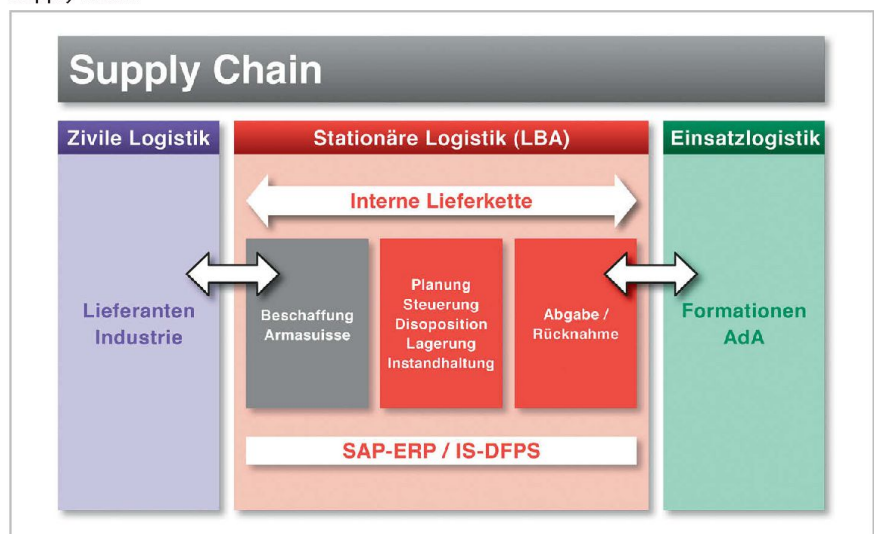 Supply Chain
Zivile Logistik
Stationäre Logistik (LBA)
Einsatzlogistik
Interne Lieferkette
Lieferanten
Industrie
Beschaffung
Armasuisse
Planung
Steuerung
Disoposition
Lagerung
Instandhaltung
Abgabe /
Rücknahme
Formationen
AdA
SAP-ERP / IS-DFPS